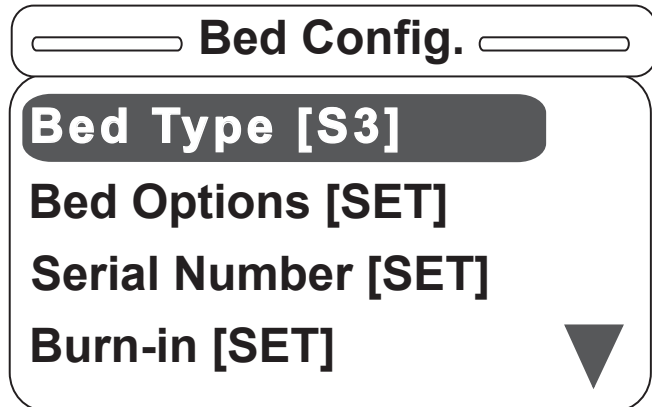 Bed Config.
Bed Type [S3]
Bed Options [SET]
Serial Number [SET]
Burn-in [SET]